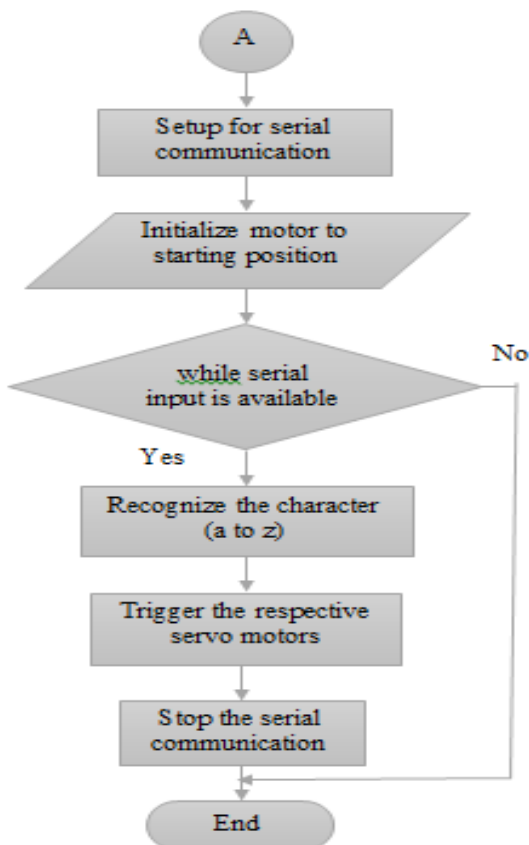 A
Setup for serial
communication
Initialize motor to
starting position
while serial
input is available
No
Yes
Recognize the character
(a to z)
Trigger the respective
servo motors
Stop the serial
communication
End